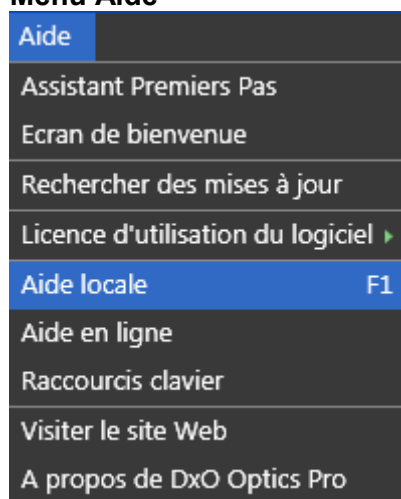 Menu Aide
Aide
Assistant Premiers Pas
Ecran de bienvenue
Rechercher des mises à jour
Licence d'utilisation du logiciel
Aide locale F1
Aide en ligne
Raccourcis clavier
Visiter le site Web
A propos de DxO Optics Pro